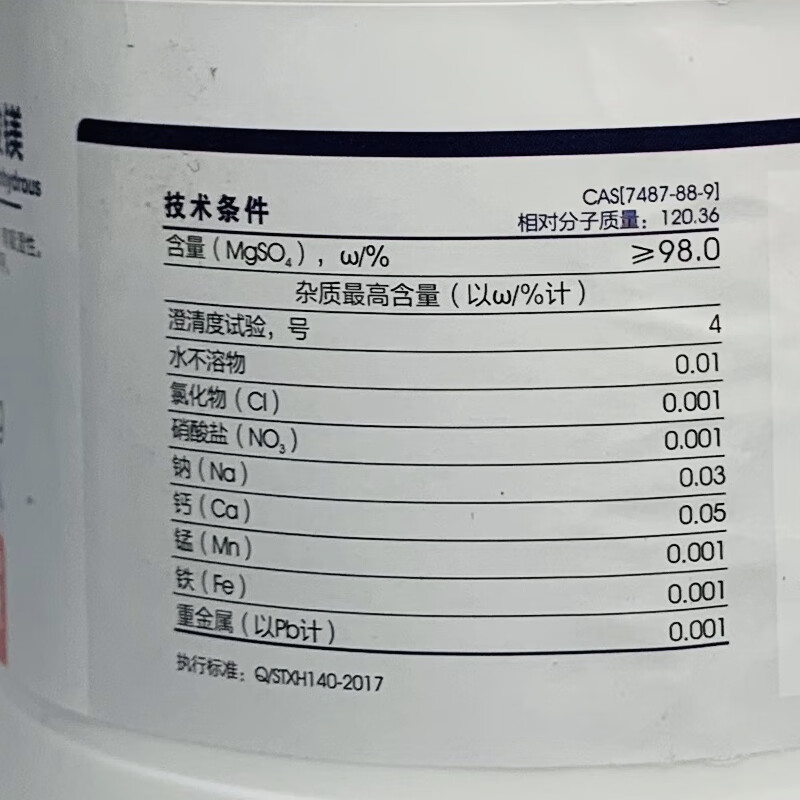 镁
hydrous
技术条件
CAS[7487-88-9]
相对分子质量：120.36
含量（MgSO₄），ω/% ≥98.0
杂质最高含量（以ω/%计）
澄清度试验，号 4
水不溶物 0.01
氯化物（Cl） 0.001
硝酸盐（NO₃） 0.001
钠（Na） 0.03
钙（Ca） 0.05
锰（Mn） 0.001
铁（Fe） 0.001
重金属（以Pb计） 0.001
执行标准：Q/STXH140-2017